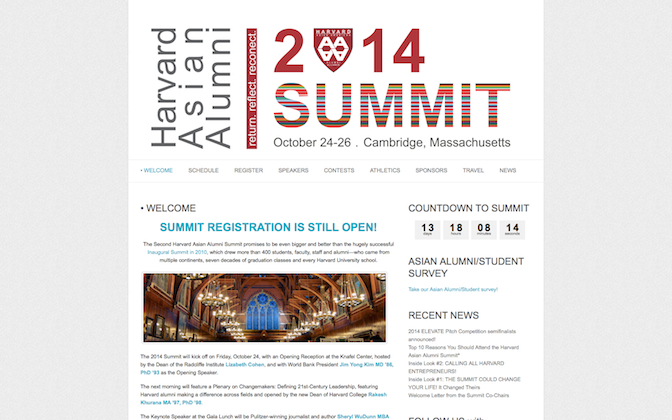 Harvard
Asian
Alumni
return. reflect. reconect.
2014
HARVARD
SUMMIT
October 24-26 . Cambridge, Massachusetts
• WELCOME SCHEDULE REGISTER SPEAKERS CONTESTS ATHLETICS SPONSORS TRAVEL NEWS
• WELCOME
SUMMIT REGISTRATION IS STILL OPEN!
The Second Harvard Asian Alumni Summit promises to be even bigger and better than the hugely successful
Inaugural Summit in 2010, which drew more than 400 students, faculty, staff and alumni—who came from
multiple continents, seven decades of graduation classes and every Harvard University school.
The 2014 Summit will kick off on Friday, October 24, with an Opening Reception at the Knafel Center, hosted
by the Dean of the Radcliffe Institute Lizabeth Cohen, and with World Bank President Jim Yong Kim MD '86,
PhD '93 as the Opening Speaker.
The next morning will feature a Plenary on Changemakers: Defining 21st-Century Leadership, featuring
Harvard alumni making a difference across fields and opened by the new Dean of Harvard College Rakesh
Khurana MA '97, PhD '98.
The Keynote Speaker at the Gala Lunch will be Pulitzer-winning journalist and author Sheryl WuDunn MBA
COUNTDOWN TO SUMMIT
13 18 08 14
days hours minutes seconds
ASIAN ALUMNI/STUDENT
SURVEY
Take our Asian Alumni/Student survey!
RECENT NEWS
2014 ELEVATE Pitch Competition semifinalists
announced!
Top 10 Reasons You Should Attend the Harvard
Asian Alumni Summit!*
Inside Look #2: CALLING ALL HARVARD
ENTREPRENEURS!
Inside Look #1: THE SUMMIT COULD CHANGE
YOUR LIFE! It Changed Theirs
Welcome Letter from the Summit Co-Chairs
FOLLOW US with